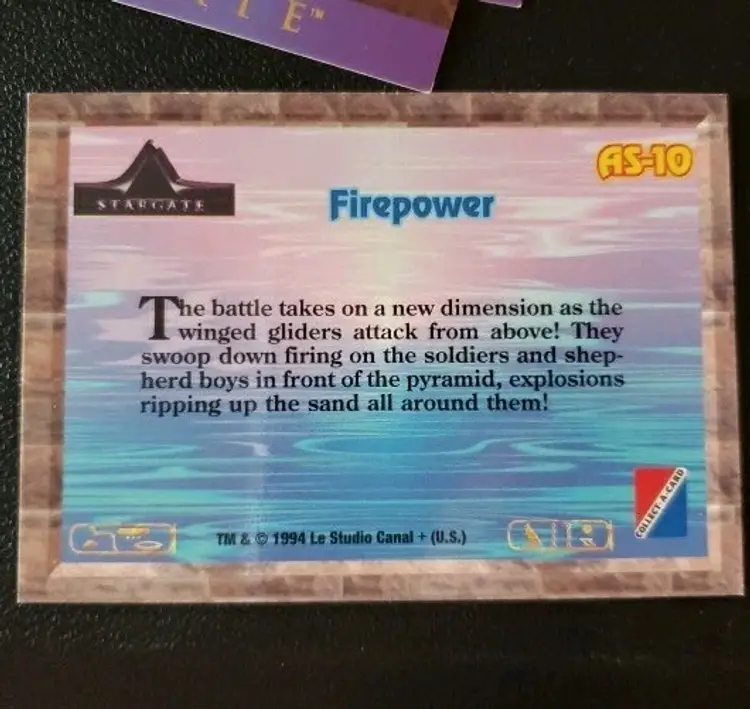 STARGATE
AS-10
Firepower
The battle takes on a new dimension as the
winged gliders attack from above! They
swoop down firing on the soldiers and shep-
herd boys in front of the pyramid, explosions
ripping up the sand all around them!
COLLECT-A-CARD
TM & © 1994 Le Studio Canal + (U.S.)